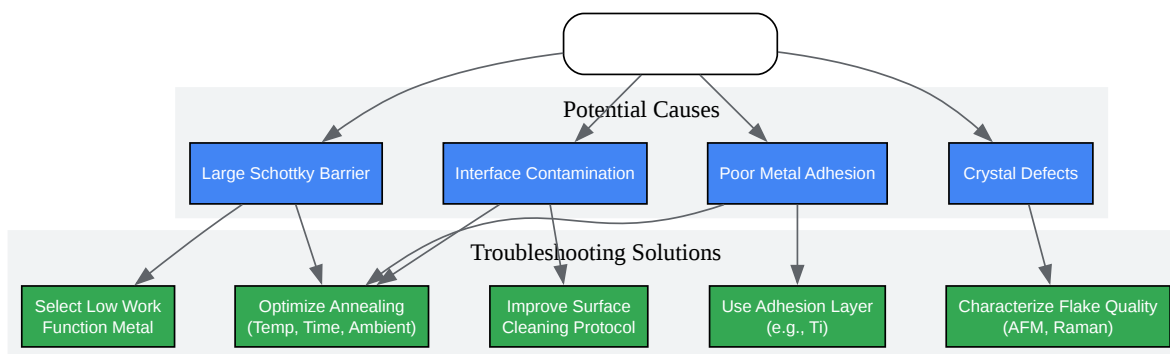 Potential Causes
Large Schottky Barrier
Interface Contamination
Poor Metal Adhesion
Crystal Defects
Troubleshooting Solutions
Select Low Work
Function Metal
Optimize Annealing
(Temp, Time, Ambient)
Improve Surface
Cleaning Protocol
Use Adhesion Layer
(e.g., Ti)
Characterize Flake Quality
(AFM, Raman)